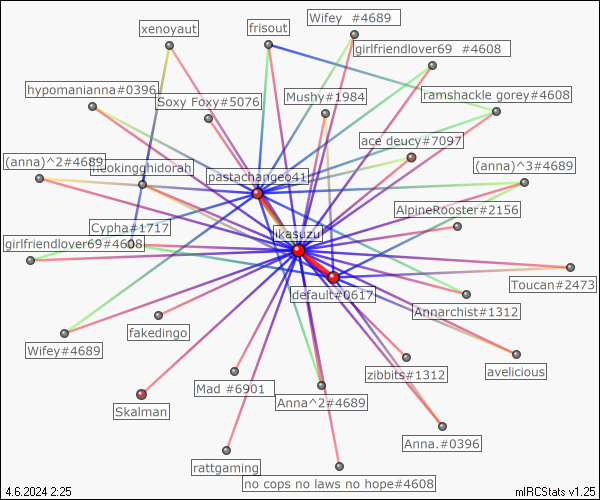 Wifey  #4689
xenoyaut
frisout
girlfriendlover69  #4608
hypomanianna#0396
Soxy Foxy#5076
Mushy#1984
ramshackle gorey#4608
ace deucy#7097
(anna)^2#4689
neokingghidorah
pastachangeo41
(anna)^3#4689
AlpineRooster#2156
Cypha#1717
ikasuzu
girlfriendlover69#4608
Toucan#2473
default#0617
Annarchist#1312
fakedingo
Wifey#4689
avelicious
zibbits#1312
Mad #6901
Anna^2#4689
Skalman
Anna.#0396
rattgaming
no cops no laws no hope#4608
4.6.2024 2:25
mIRCStats v1.25